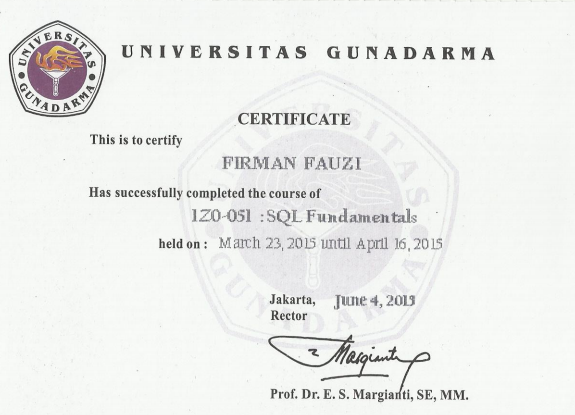 UNIVERSITAS GUNADARMA
UNIVERSITAS GUNADARMA
CERTIFICATE
This is to certify
FIRMAN FAUZI
Has successfully completed the course of
1Z0-051 : SQL Fundamentals
held on : March 23, 2015 until April 16, 2015
Jakarta, June 4, 2015
Rector
Margianti
Prof. Dr. E. S. Margianti, SE, MM.
UNIVERSITAS GUNADARMA